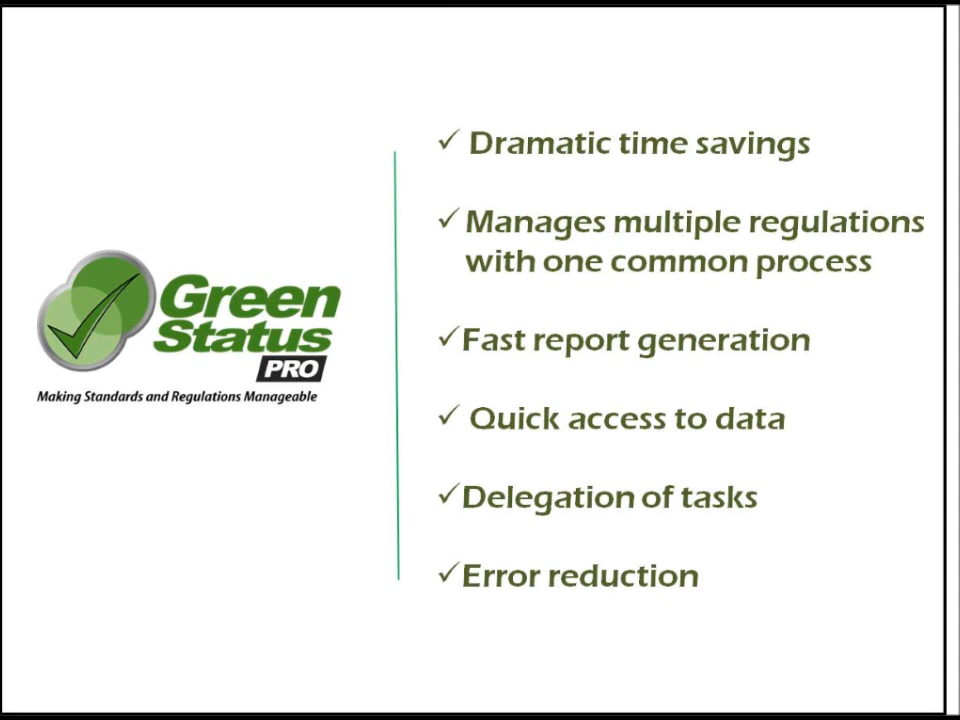 Green
Status
PRO
Making Standards and Regulations Manageable
Dramatic time savings
Manages multiple regulations
with one common process
Fast report generation
Quick access to data
Delegation of tasks
Error reduction